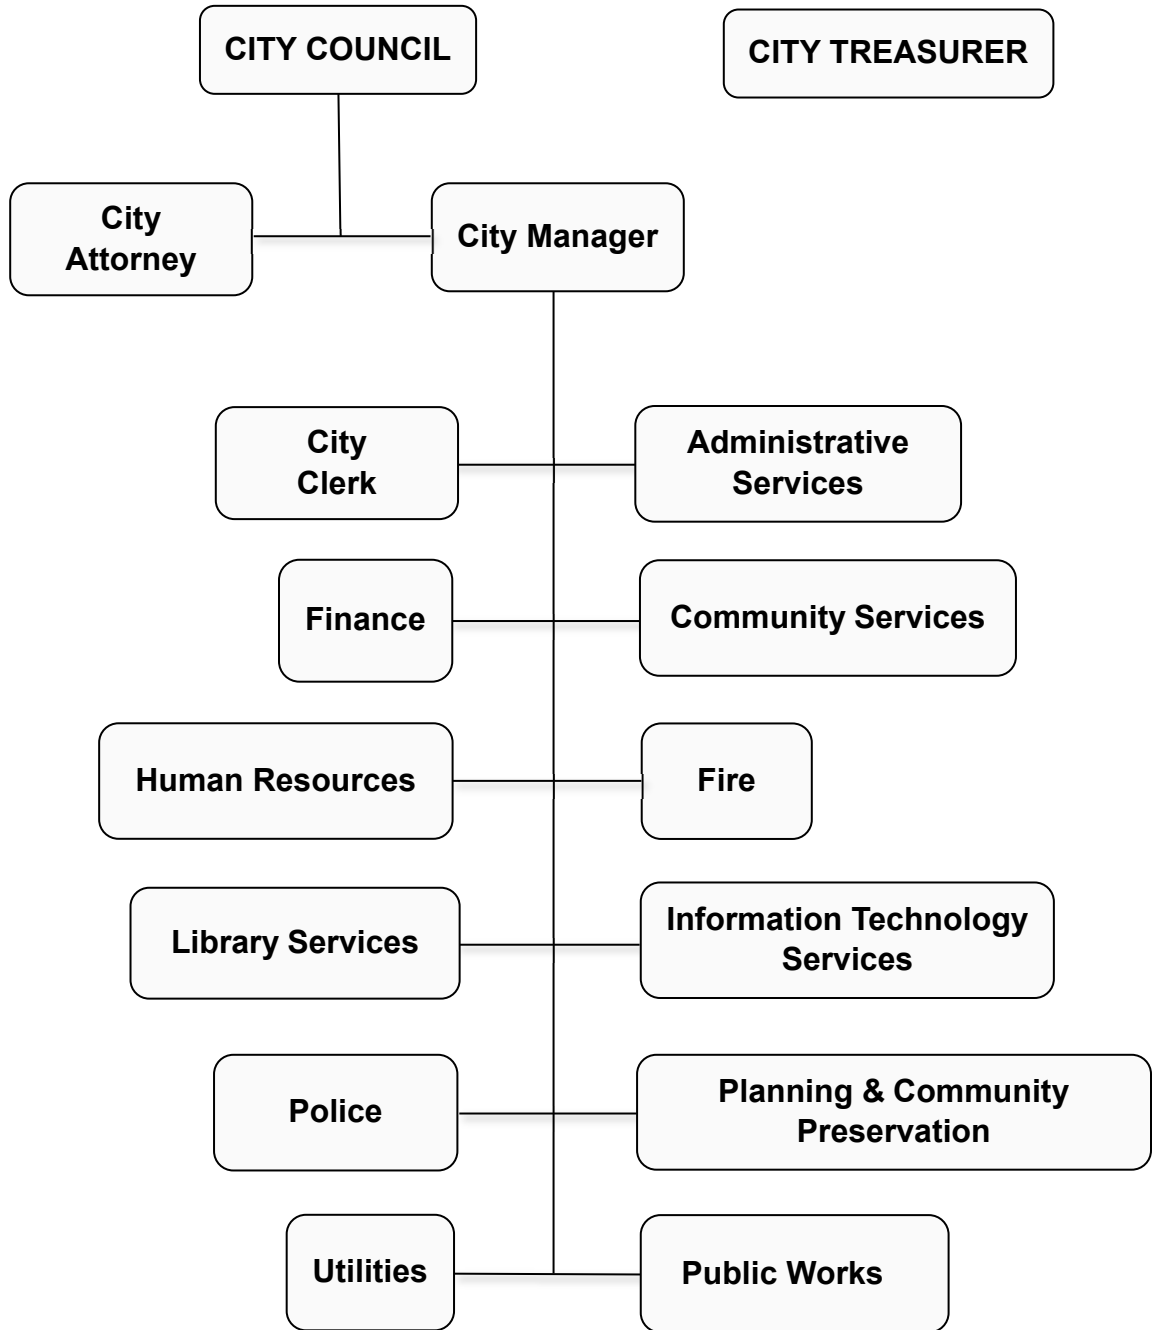 CITY COUNCIL
CITY TREASURER
City
Attorney
City Manager
City
Clerk
Administrative
Services
Finance
Community Services
Human Resources
Fire
Library Services
Information Technology
Services
Police
Planning & Community
Preservation
Utilities
Public Works